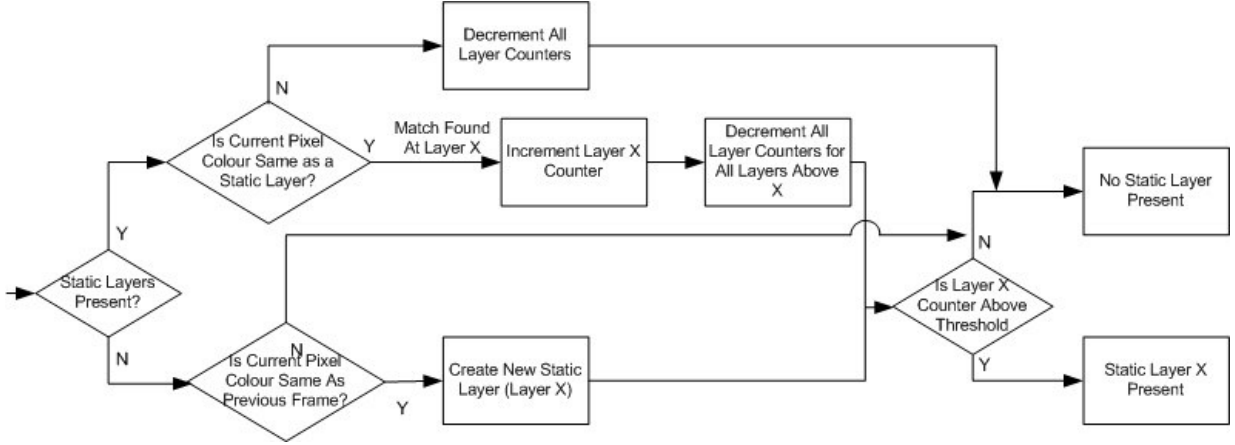 Decrement All
Layer Counters
N
Is Current Pixel
Colour Same as a
Static Layer?
Y
Match Found
At Layer X
Increment Layer X
Counter
Decrement All
Layer Counters for
All Layers Above
X
No Static Layer
Present
Y
N
Static Layers
Present?
Is Layer X
Counter Above
Threshold
N
N
Is Current Pixel
Colour Same As
Previous Frame?
Y
Create New Static
Layer (Layer X)
Y
Static Layer X
Present